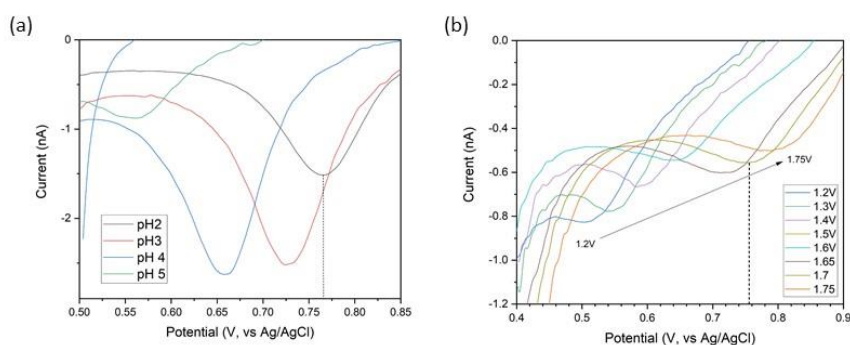 (a)
(b)
0
-1
-2
Current (nA)
pH2
pH3
pH 4
pH 5
0.50
0.55
0.60
0.65
0.70
0.75
0.80
0.85
Potential (V, vs Ag/AgCl)
0.0
-0.2
-0.4
-0.6
-0.8
-1.0
-1.2
Current (nA)
1.75V
1.2V
1.2V
1.3V
1.4V
1.5V
1.6V
1.65
1.7
1.75
0.4
0.5
0.6
0.7
0.8
0.9
Potential (V, vs Ag/AgCl)